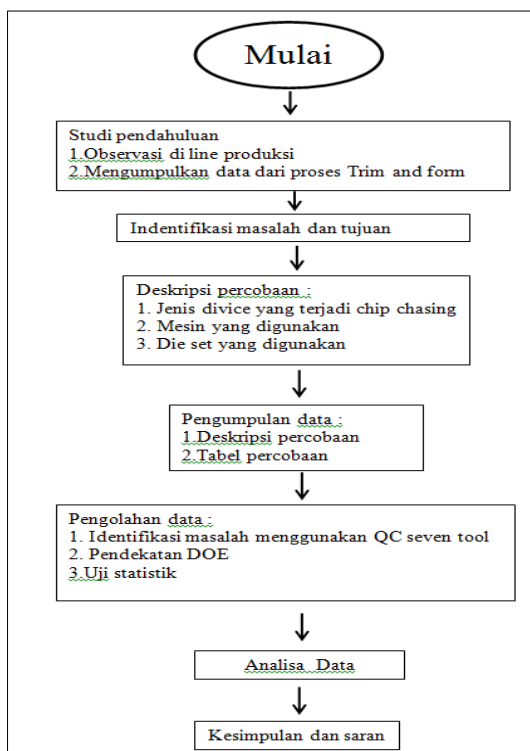 Mulai
Studi pendahuluan
1.Observasi di line produksi
2.Mengumpulkan data dari proses Trim and form
Indentifikasi masalah dan tujuan
Deskripsi percobaan :
1. Jenis divice yang terjadi chip chasing
2. Mesin yang digunakan
3. Die set yang digunakan
Pengumpulan data :
1.Deskripsi percobaan
2.Tabel percobaan
Pengolahan data :
1. Identifikasi masalah menggunakan QC seven tool
2. Pendekatan DOE
3.Uji statistik
Analisa Data
Kesimpulan dan saran